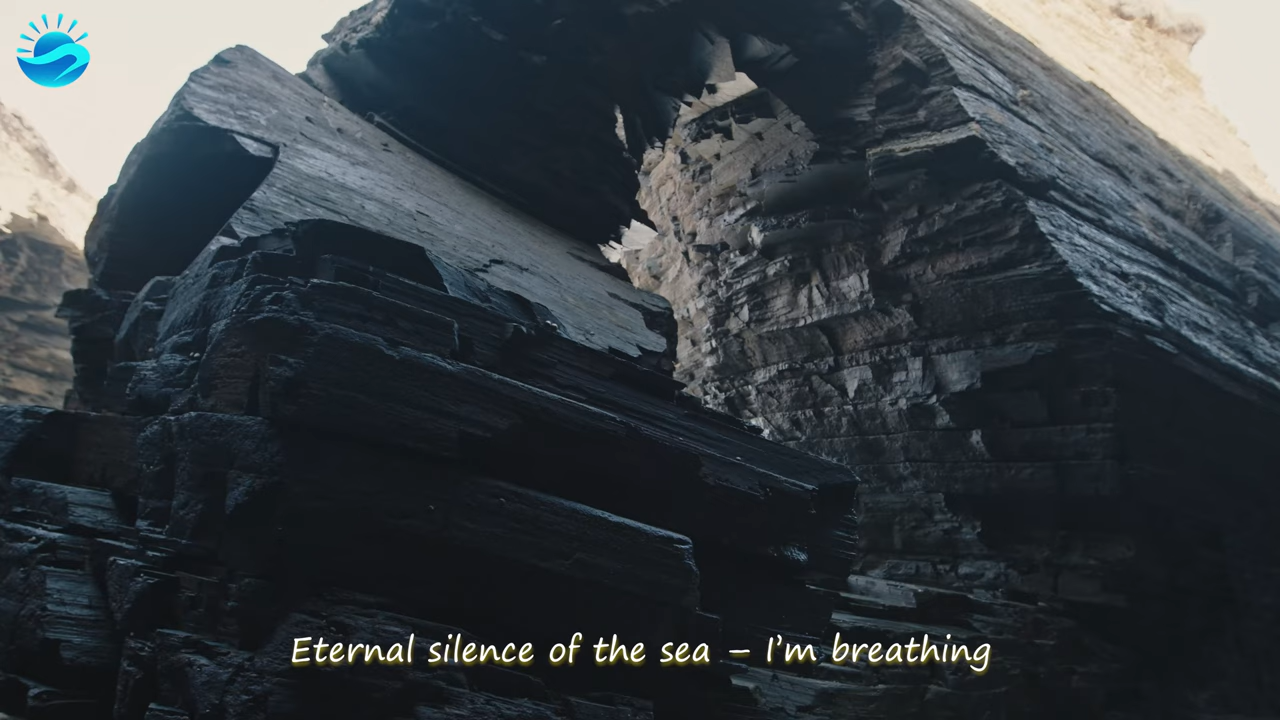 Eternal silence of the sea – I’m breathing